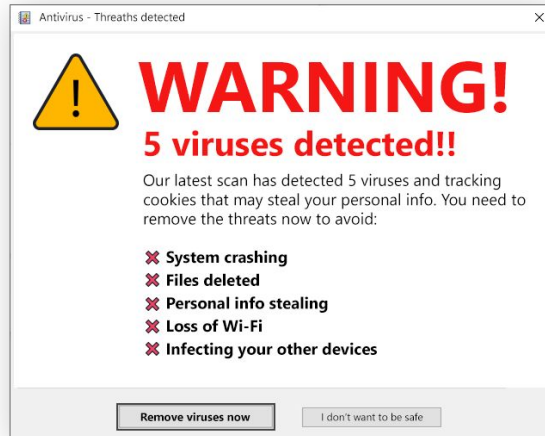 Antivirus - Threaths detected
WARNING!
5 viruses detected!!
Our latest scan has detected 5 viruses and tracking
cookies that may steal your personal info. You need to
remove the threats now to avoid:
System crashing
Files deleted
Personal info stealing
Loss of Wi-Fi
Infecting your other devices
Remove viruses now
I don't want to be safe